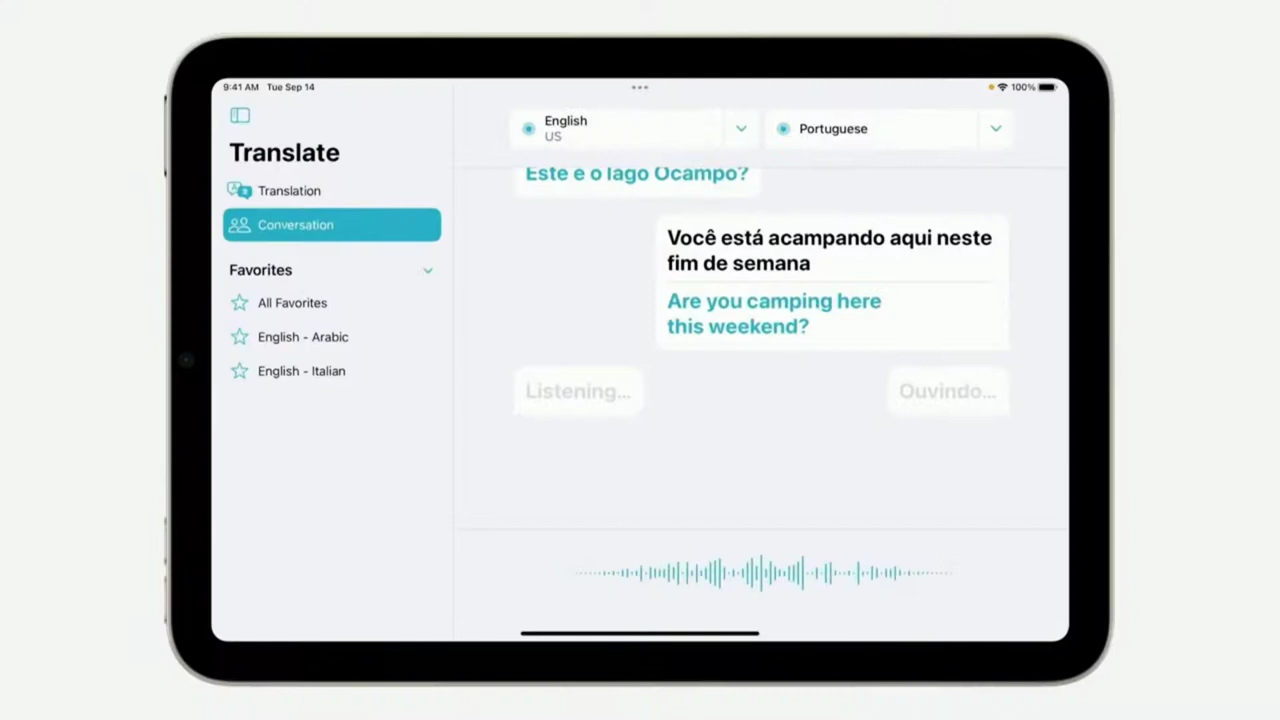 9:41 AM Tue Sep 14
100%
Translate
Translation
Conversation
Favorites
All Favorites
English - Arabic
English - Italian
English
US
Portuguese
Este e o lago Ocampo?
Você está acampando aqui neste
fim de semana
Are you camping here
this weekend?
Listening...
Ouvindo...